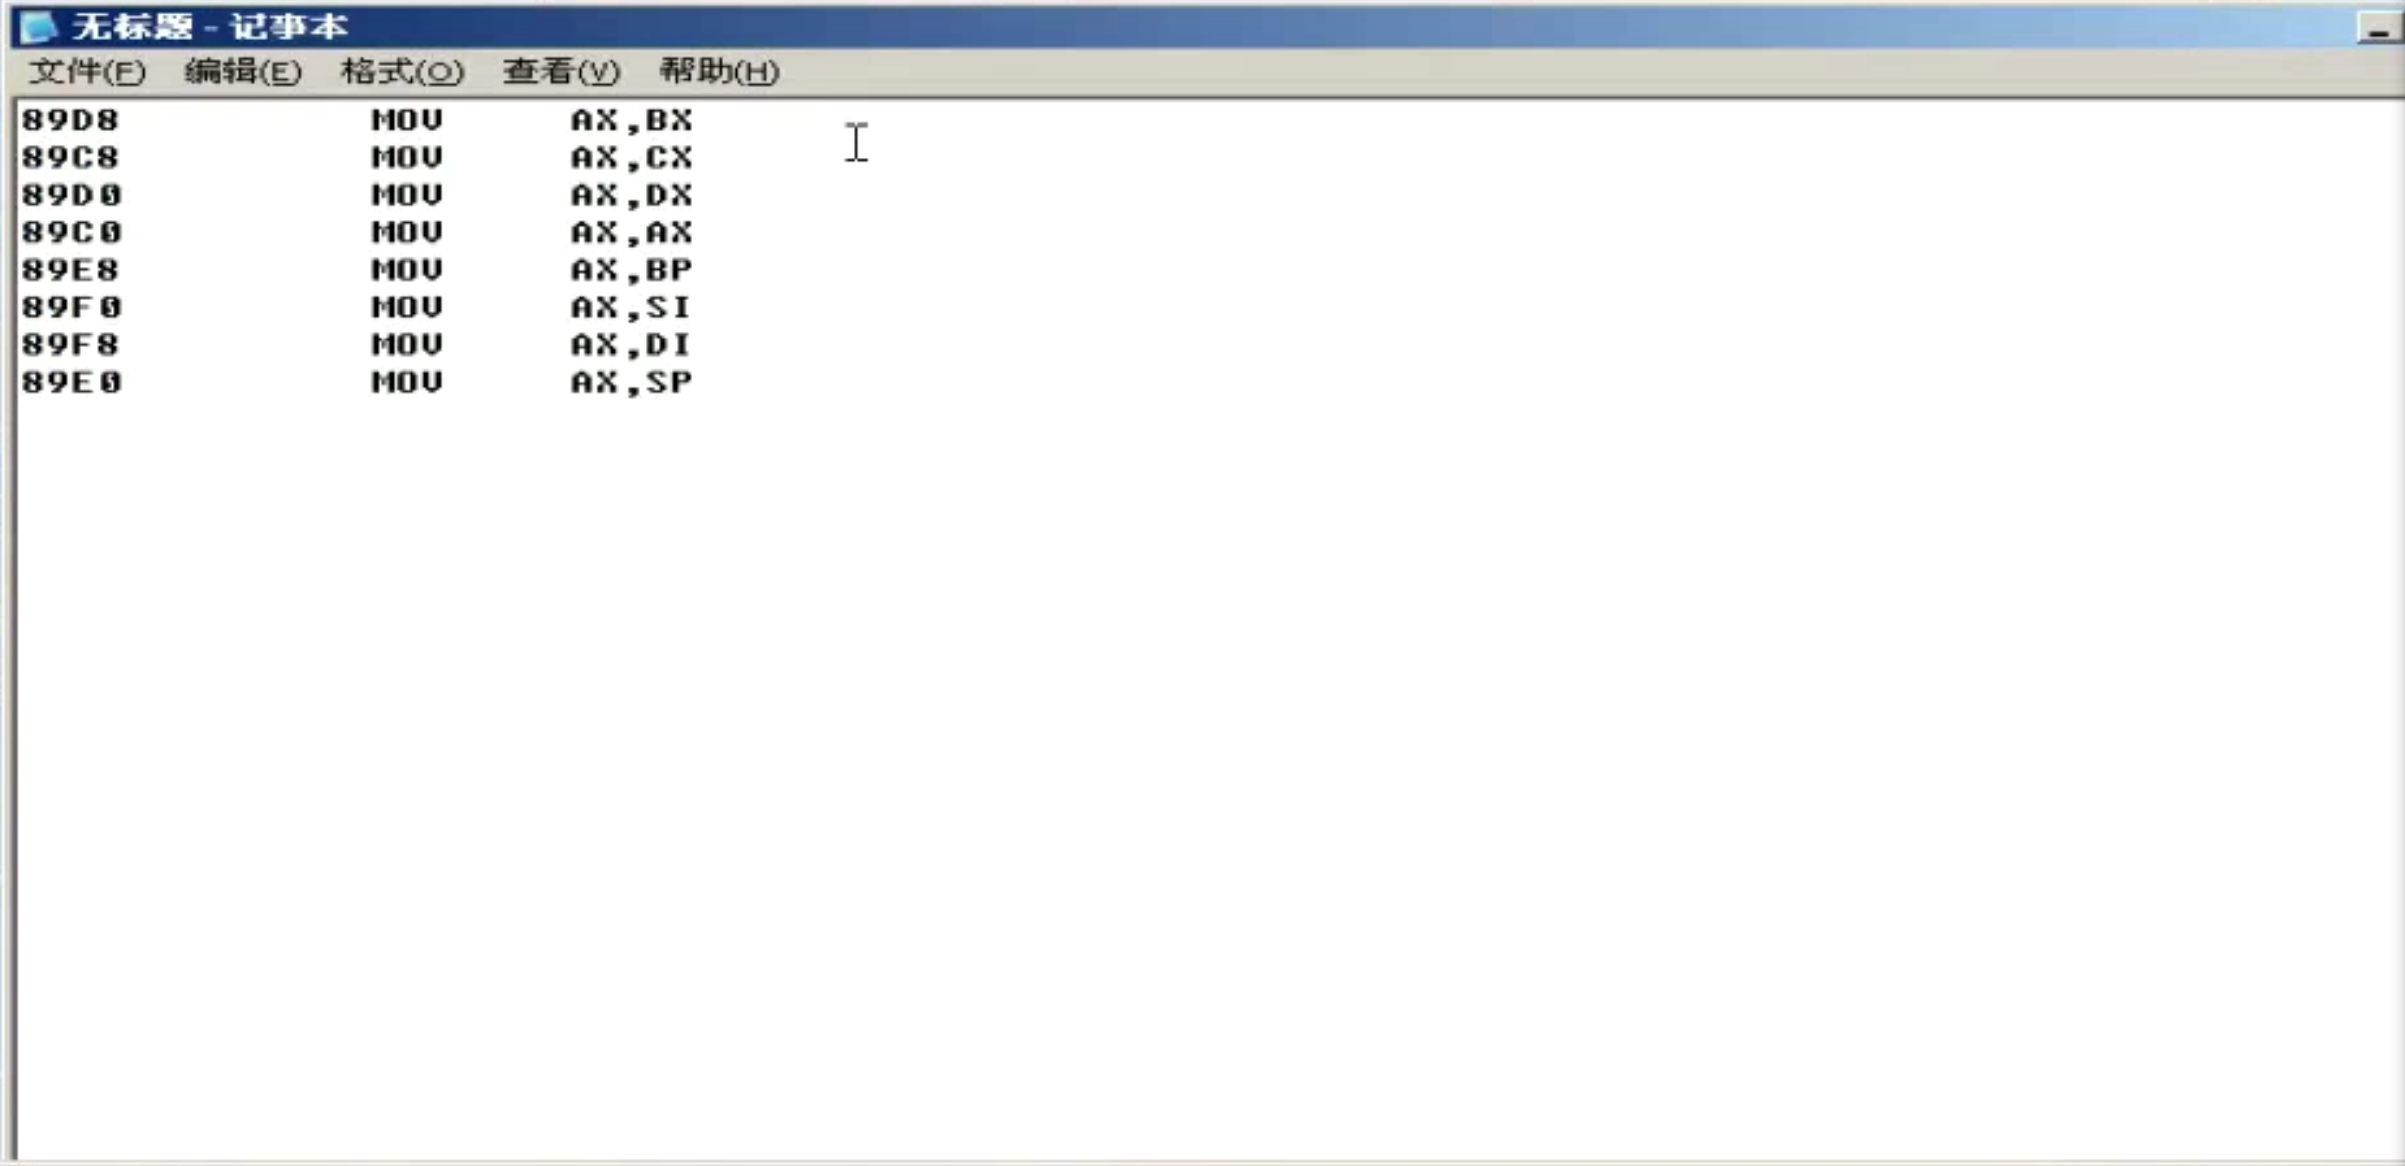 无标题 - 记事本
文件(F) 编辑(E) 格式(O) 查看(V) 帮助(H)
89D8 MOV AX,BX
89C8 MOV AX,CX
89D0 MOV AX,DX
89C0 MOV AX,AX
89E8 MOV AX,BP
89F0 MOV AX,SI
89F8 MOV AX,DI
89E0 MOV AX,SP